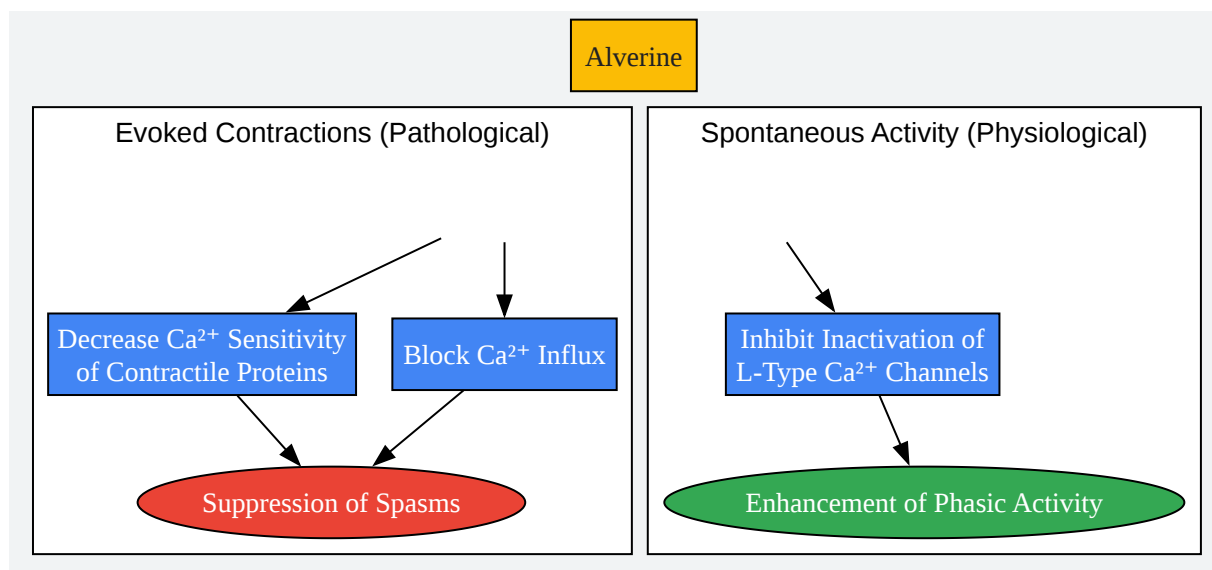 Alverine
Evoked Contractions (Pathological)
Decrease Ca²⁺ Sensitivity
of Contractile Proteins
Block Ca²⁺ Influx
Suppression of Spasms
Spontaneous Activity (Physiological)
Inhibit Inactivation of
L-Type Ca²⁺ Channels
Enhancement of Phasic Activity